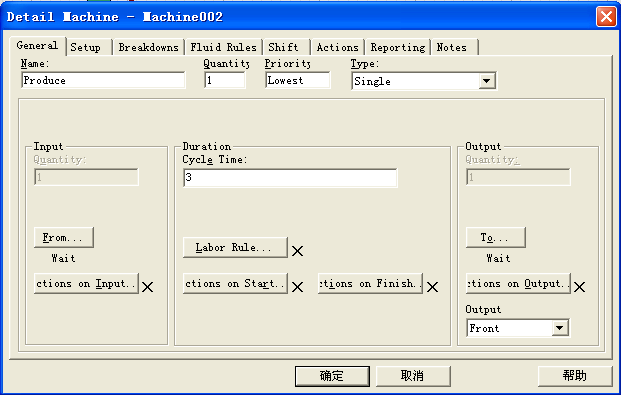 Detail Machine - Machine002
General Setup Breakdowns Fluid Rules Shift Actions Reporting Notes
Name: Quantity Priority Type:
Produce 1 Lowest Single
Input Duration Output
Quantity: Cycle Time: Quantity:
1 3 1
From... Labor Rule... To...
Wait Wait
ctions on Input.. ctions on Start.. :tions on Finish. ctions on Output..
Output
Front
确定 取消 帮助